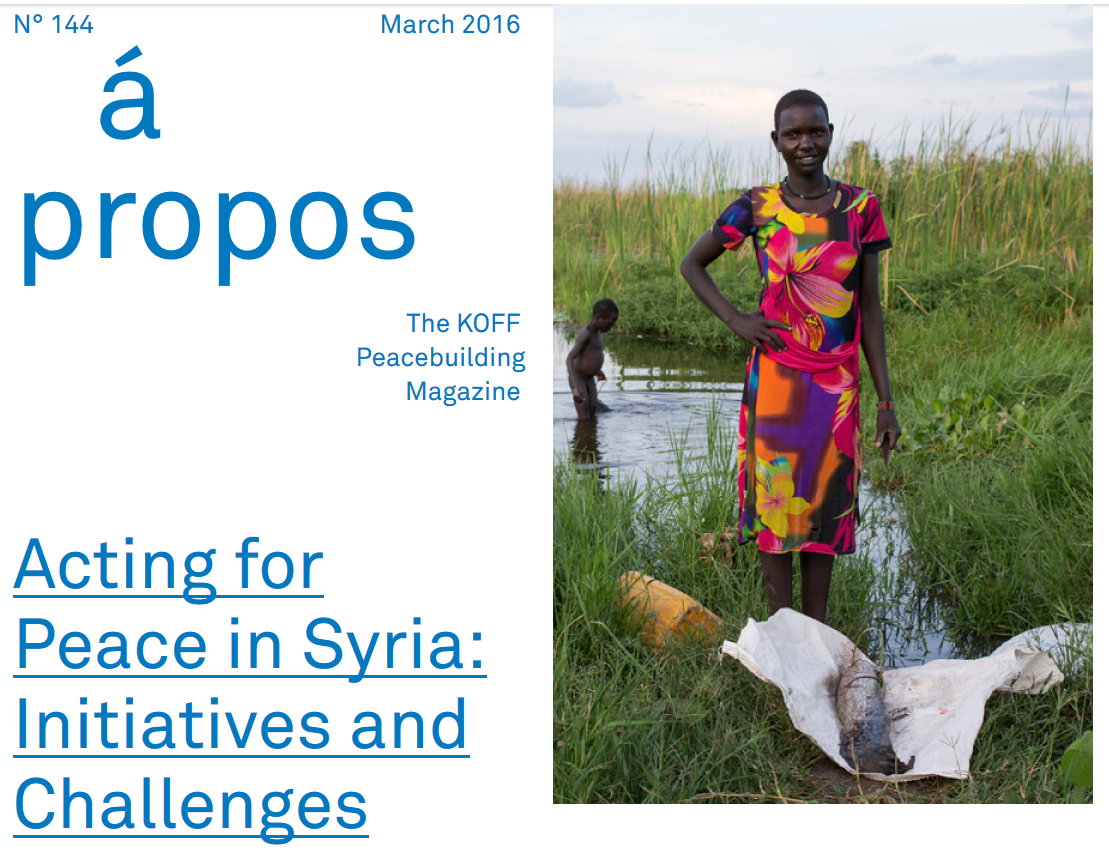 N° 144
March 2016
á
propos
The KOFF
Peacebuilding
Magazine
Acting for
Peace in Syria:
Initiatives and
Challenges